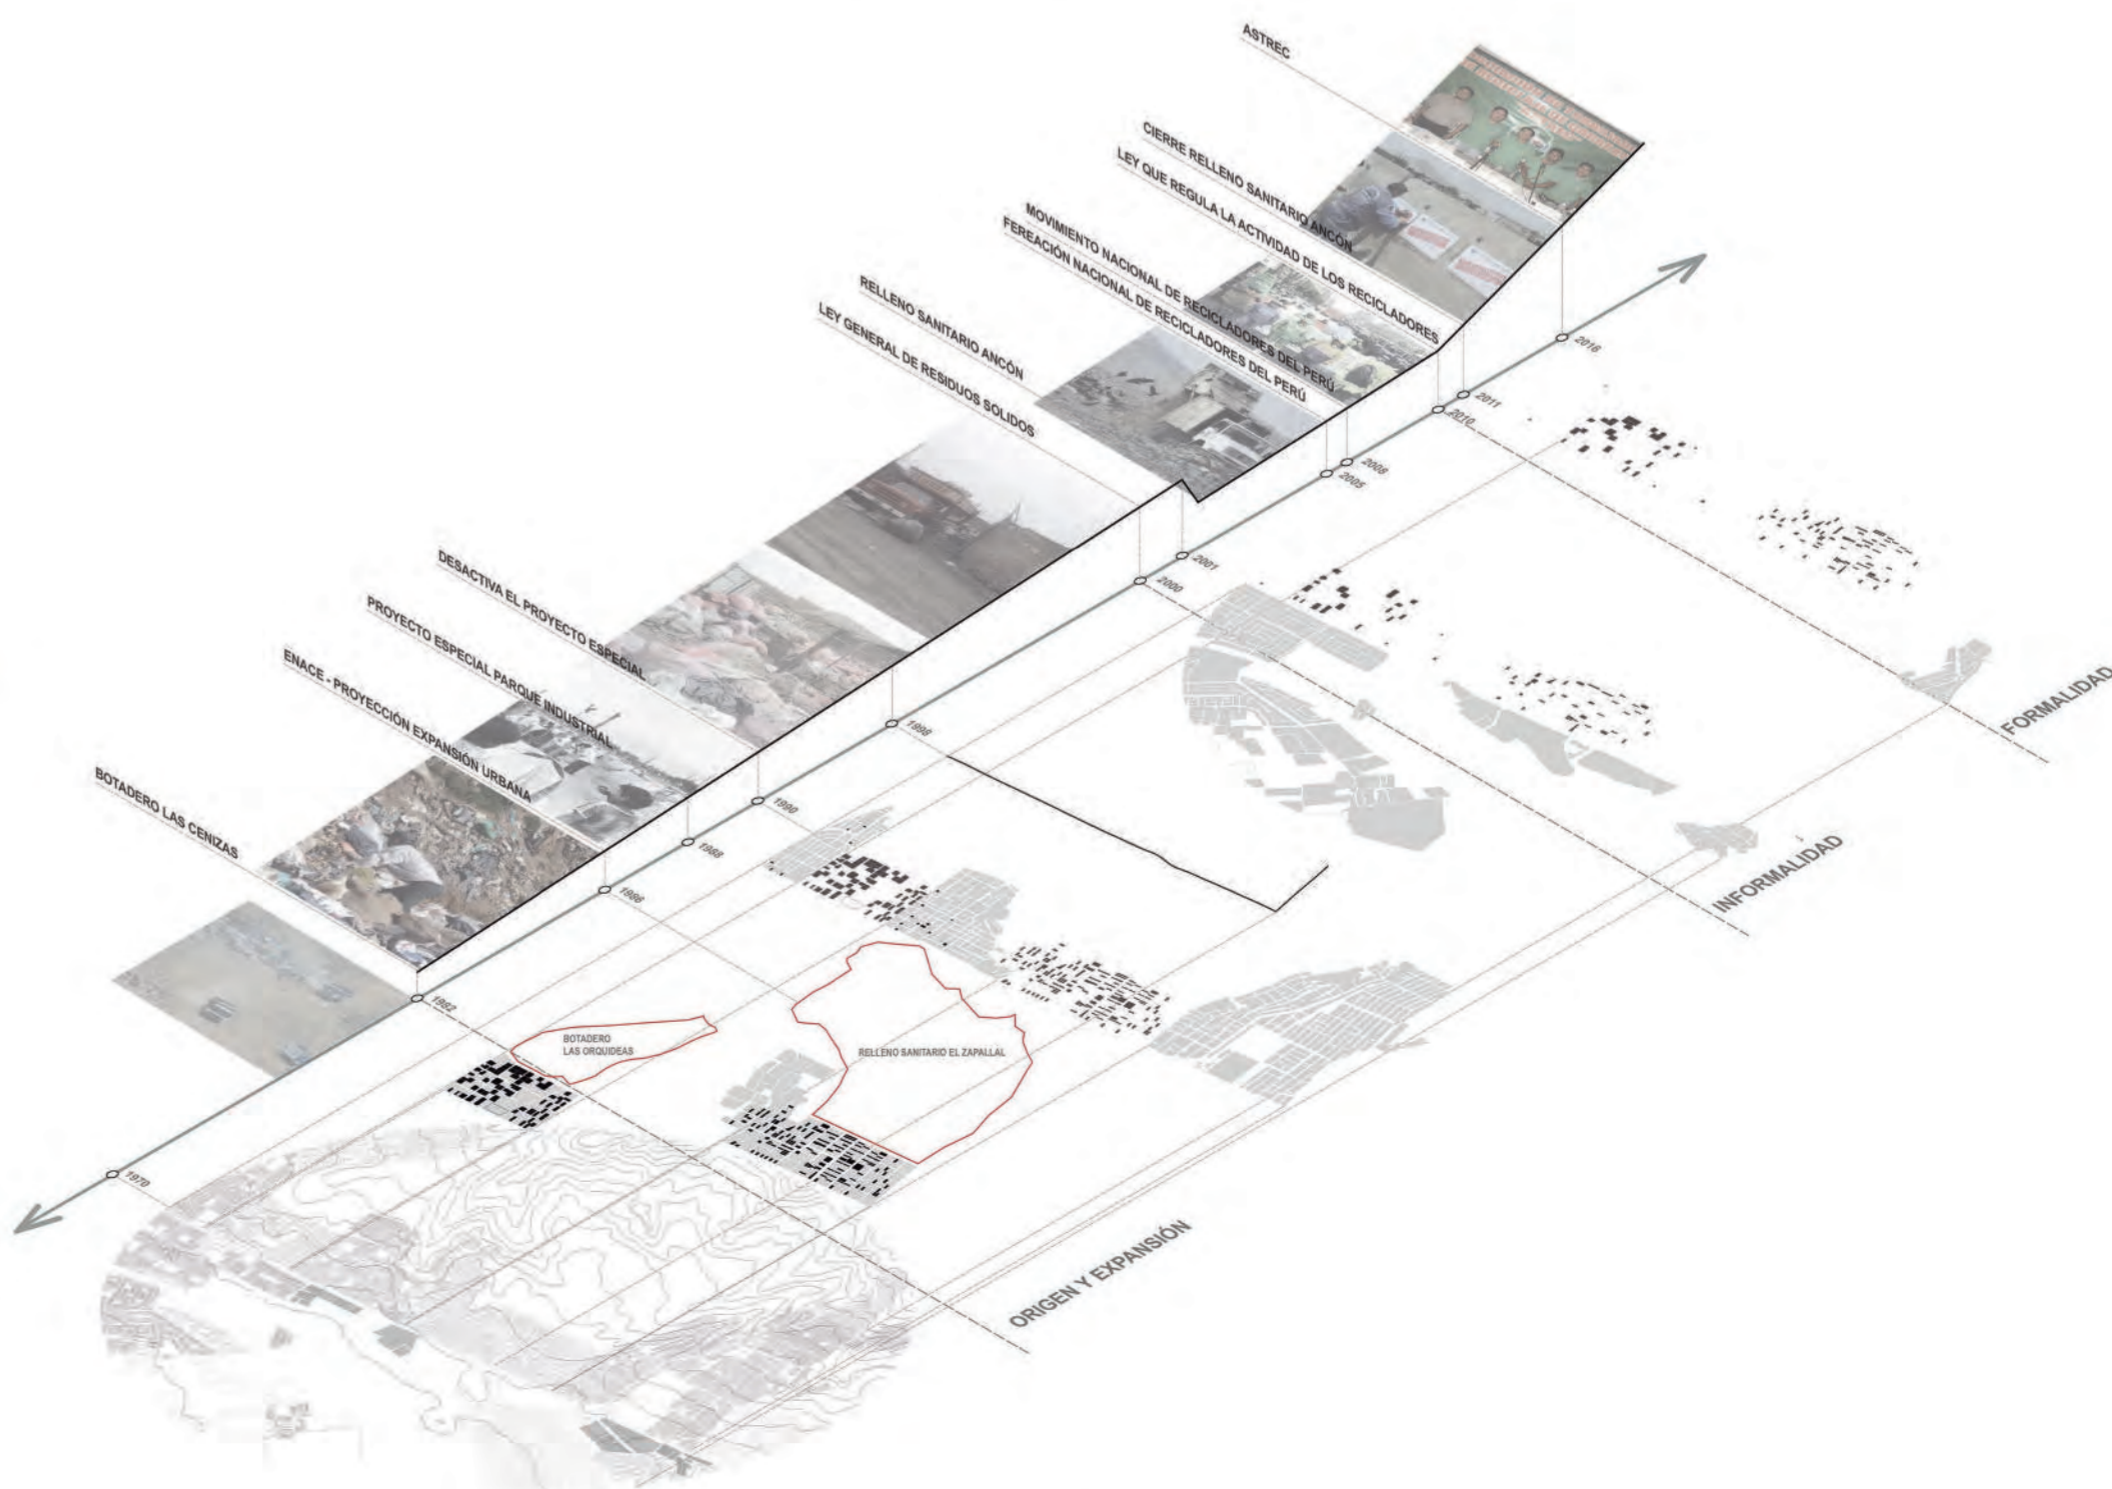 ASTREC
CIERRE RELLENO SANITARIO ANCÓN
LEY QUE REGULA LA ACTIVIDAD DE LOS RECICLADORES
MOVIMIENTO NACIONAL DE RECICLADORES DEL PERÚ
FEREACIÓN NACIONAL DE RECICLADORES DEL PERÚ
RELLENO SANITARIO ANCÓN
LEY GENERAL DE RESIDUOS SOLIDOS
DESACTIVA EL PROYECTO ESPECIAL
PROYECTO ESPECIAL PARQUE INDUSTRIAL
ENACE - PROYECCIÓN EXPANSIÓN URBANA
BOTADERO LAS CENIZAS
2016
2011
2010
2008
2005
2001
2000
1998
1990
1988
1986
1982
1970
FORMALIDAD
INFORMALIDAD
ORIGEN Y EXPANSIÓN
BOTADERO
LAS ORQUIDEAS
RELLENO SANITARIO EL ZAPALLAL